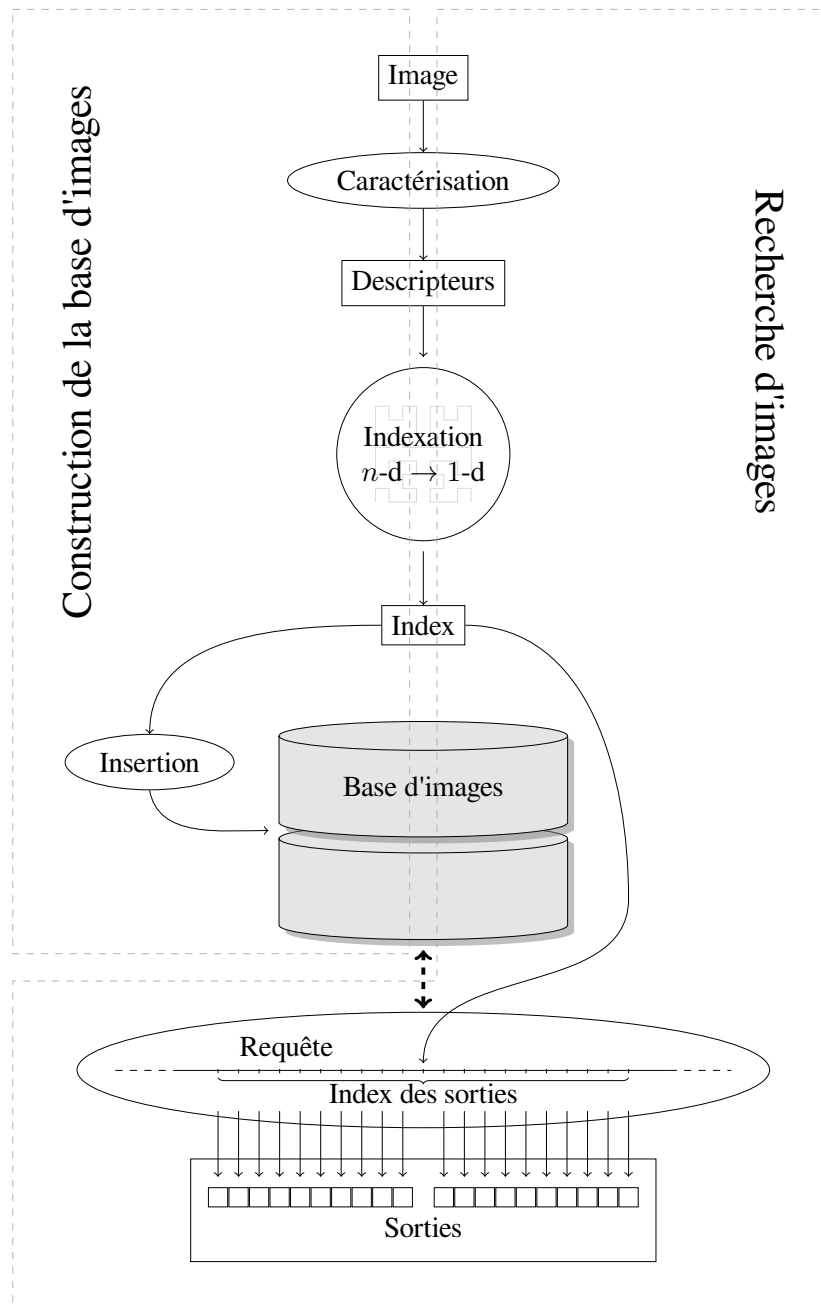 Image
Caractérisation
Descripteurs
Indexation
n-d → 1-d
Index
Insertion
Base d'images
Requête
Index des sorties
Sorties
Construction de la base d'images
Recherche d'images